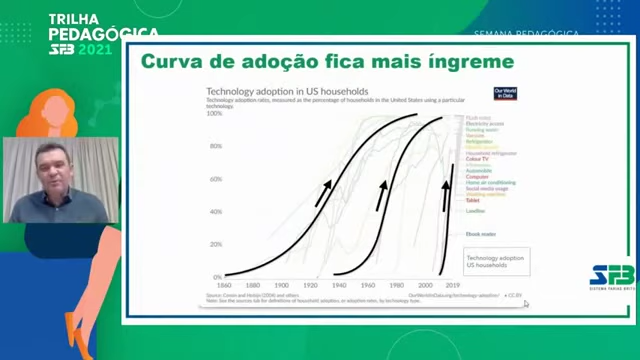 TRILHA
PEDAGÓGICA
SFB 2021
SEMANA PEDAGÓGICA
Curva de adoção fica mais íngreme
Technology adoption in US households
Technology adoption rates, measured as the percentage of households in the United States using a particular
technology.
Our World
in Data
100%
80%
60%
40%
20%
0%
1860
1880
1900
1920
1940
1960
1980
2000
2019
Flush toilet
Electricity access
Running water
Vacuum
Refrigerator
Household refrigerator
Colour TV
Automobile
Computer
Home air conditioning
Social media usage
Tablet
Landline
Ebook reader
Technology adoption
US households
Source: Comin and Hobijn (2004) and others
OurWorldInData.org/technology-adoption/ • CC BY
SFB
SISTEMA FARIAS BRITO